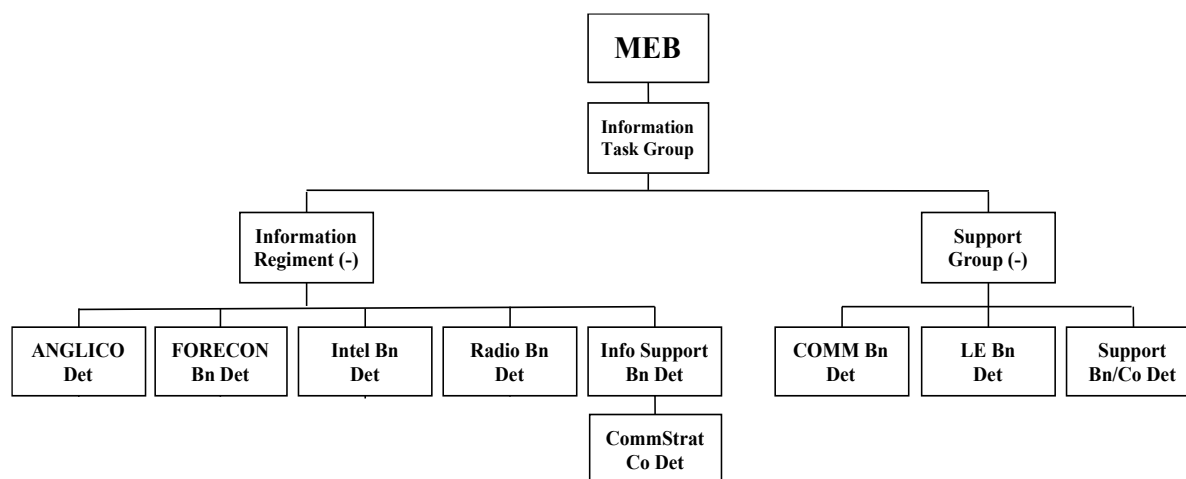 MEB
Information
Task Group
Information
Regiment (-)
Support
Group (-)
ANGLICO
Det
FORECON
Bn Det
Intel Bn
Det
Radio Bn
Det
Info Support
Bn Det
COMM Bn
Det
LE Bn
Det
Support
Bn/Co Det
CommStrat
Co Det